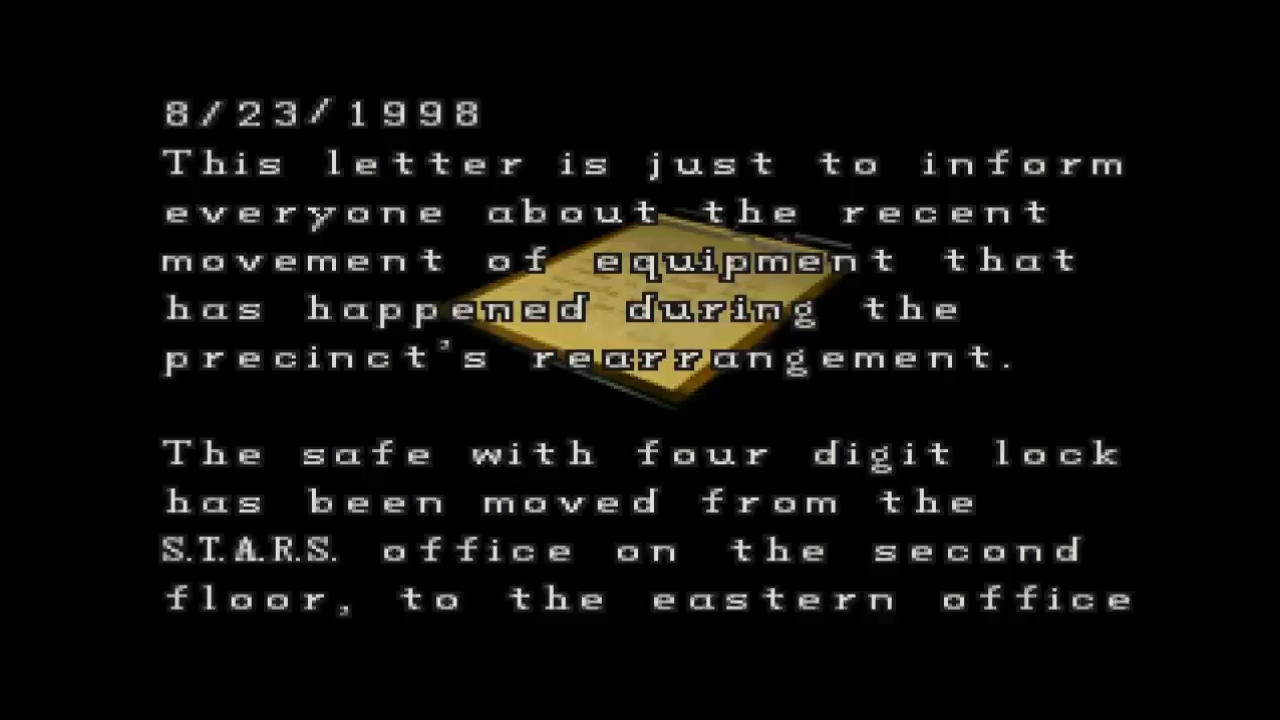 8/23/1998
This letter is just to inform
everyone about the recent
movement of equipment that
has happened during the
precinct's rearrangement.
The safe with four digit lock
has been moved from the
S.T.A.R.S. office on the second
floor, to the eastern office